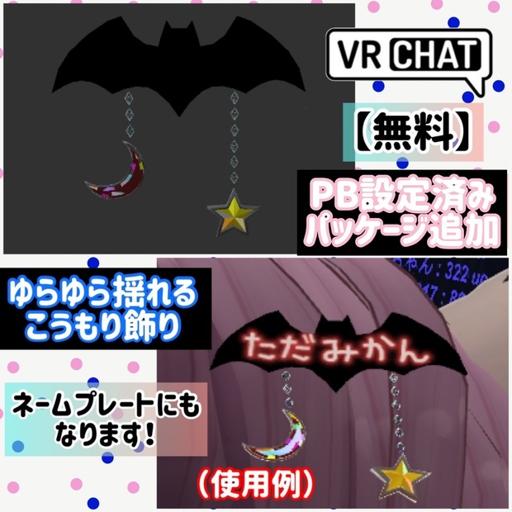 VRCHAT
【無料】
PB設定済み
パッケージ追加
ゆらゆら揺れる
こうもり飾り
ただみかん
ネームプレートにも
なります!
(使用例)